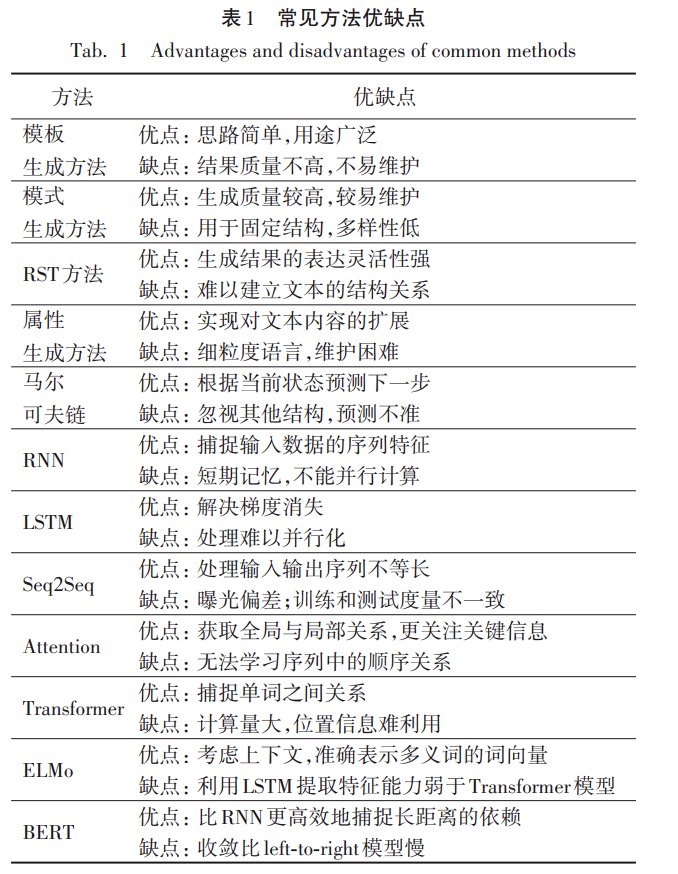 表1 常见方法优缺点
Tab. 1 Advantages and disadvantages of common methods
方法 优缺点
模板 优点：思路简单，用途广泛
生成方法 缺点：结果质量不高，不易维护
模式 优点：生成质量较高，较易维护
生成方法 缺点：用于固定结构，多样性低
RST方法
优点：生成结果的表达灵活性强
缺点：难以建立文本的结构关系
属性 优点：实现对文本内容的扩展
生成方法 缺点：细粒度语言，维护困难
马尔 优点：根据当前状态预测下一步
可夫链 缺点：忽视其他结构，预测不准
RNN
优点：捕捉输入数据的序列特征
缺点：短期记忆，不能并行计算
LSTM
优点：解决梯度消失
缺点：处理难以并行化
Seq2Seq
优点：处理输入输出序列不等长
缺点：曝光偏差；训练和测试度量不一致
Attention
优点：获取全局与局部关系，更关注关键信息
缺点：无法学习序列中的顺序关系
Transformer
优点：捕捉单词之间关系
缺点：计算量大，位置信息难利用
ELMo
优点：考虑上下文，准确表示多义词的词向量
缺点：利用LSTM提取特征能力弱于Transformer模型
BERT
优点：比RNN更高效地捕捉长距离的依赖
缺点：收敛比left-to-right模型慢